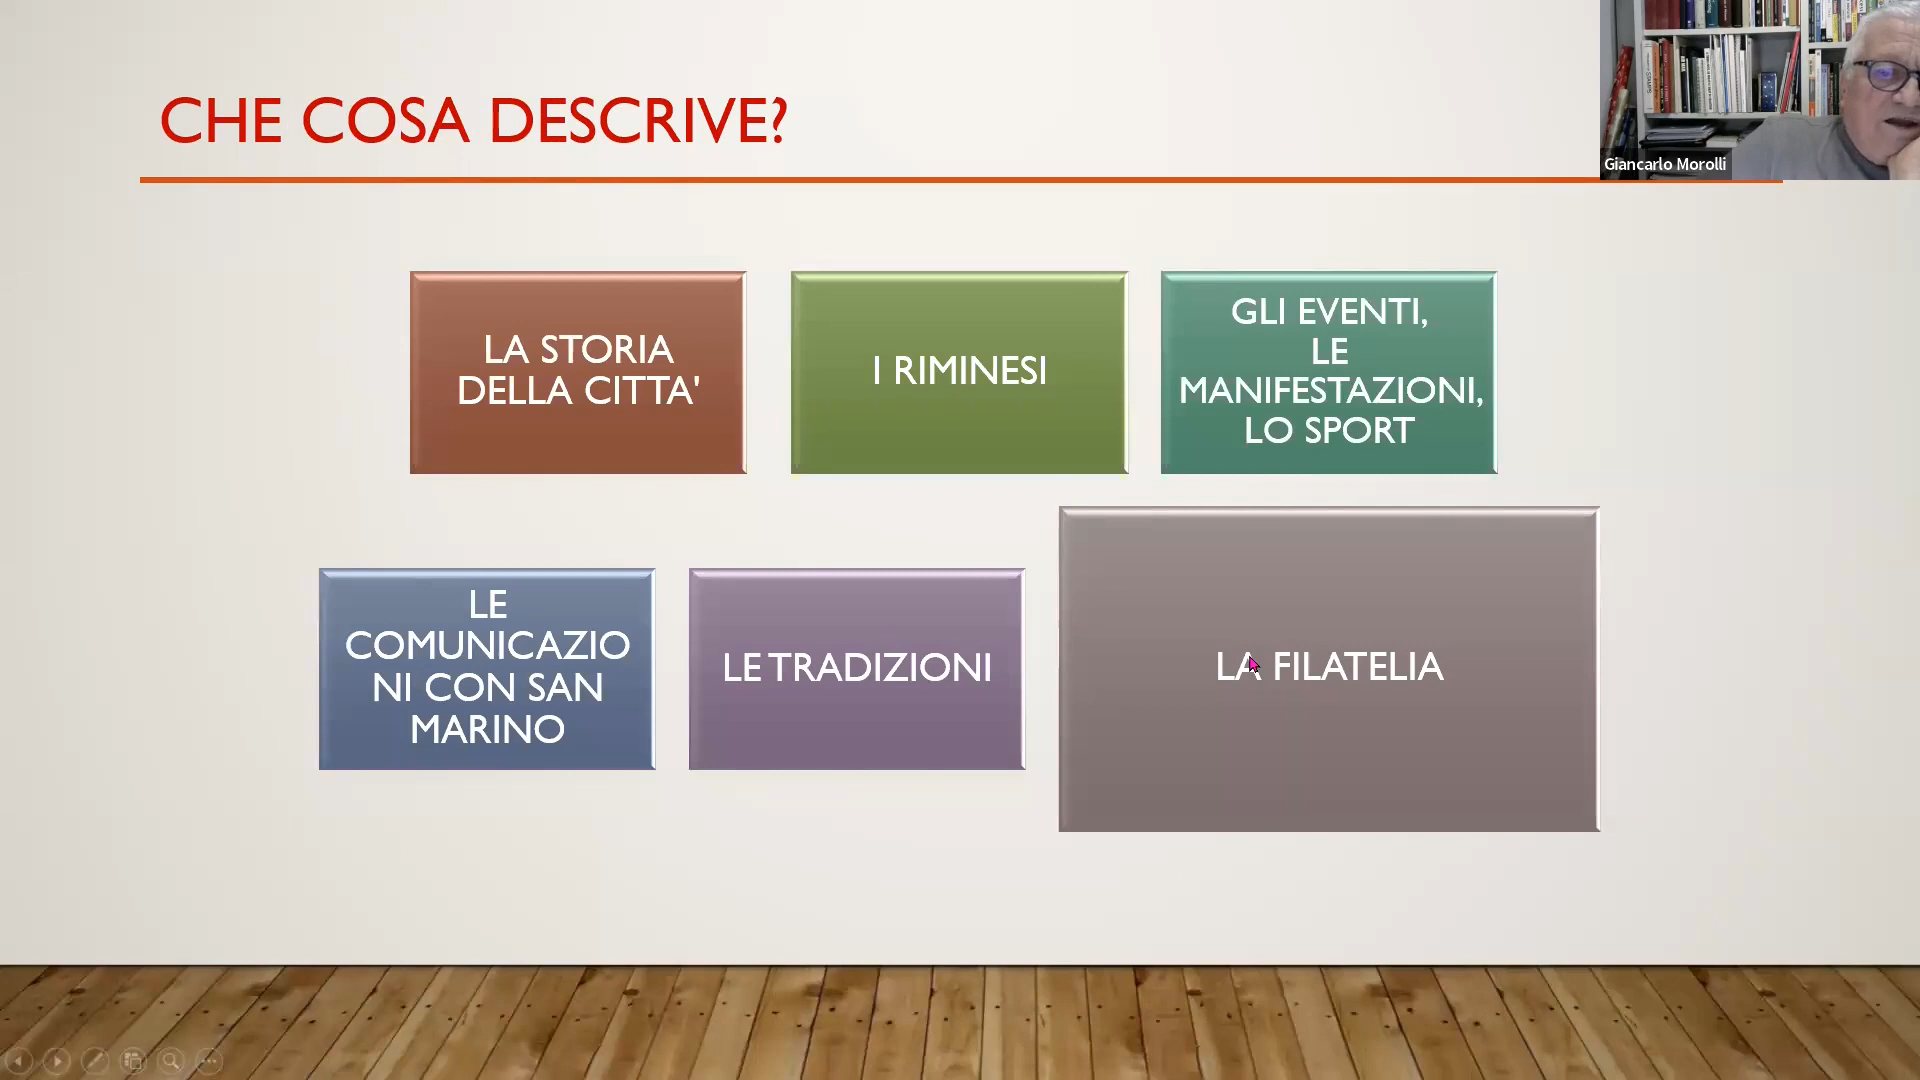 CHE COSA DESCRIVE?
Giancarlo Morolli
LA STORIA
DELLA CITTA'
I RIMINESI
GLI EVENTI,
LE
MANIFESTAZIONI,
LO SPORT
LE
COMUNICAZIO
NI CON SAN
MARINO
LE TRADIZIONI
LA FILATELIA